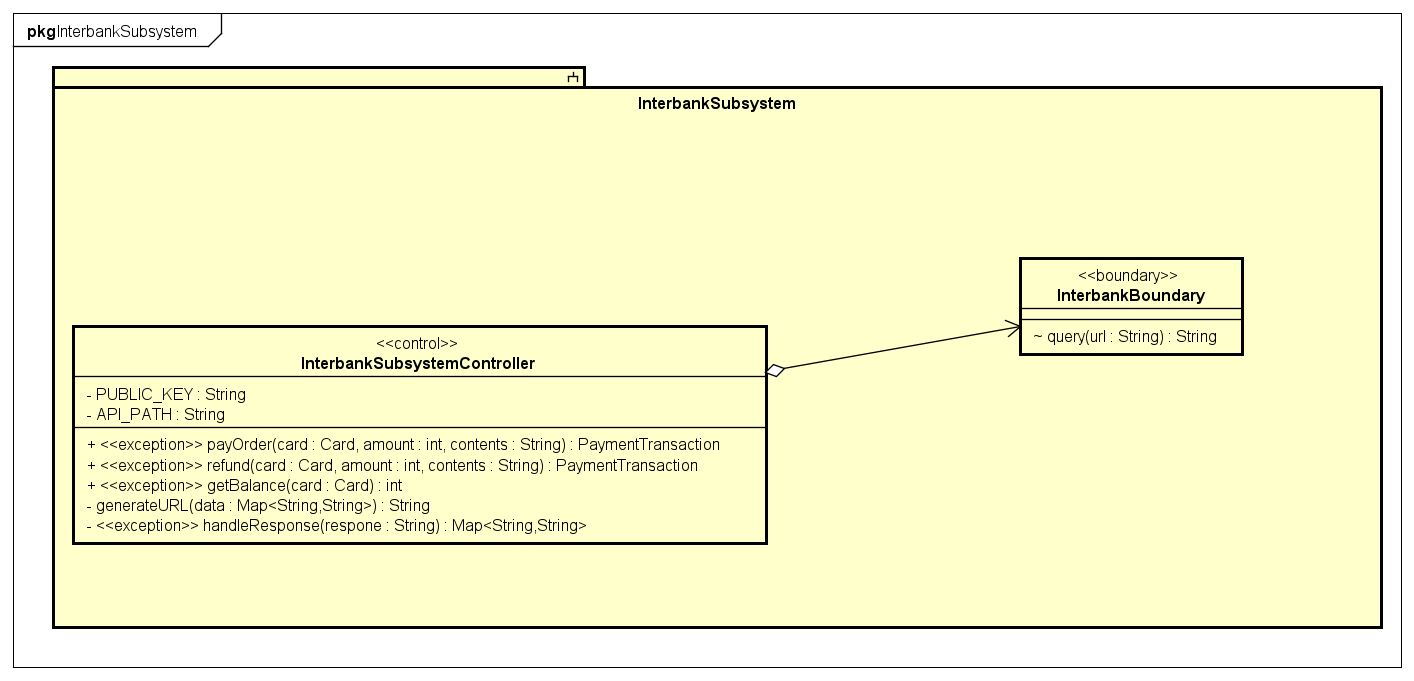 pkgInterbankSubsystem
InterbankSubsystem
<<boundary>>
InterbankBoundary
~ query(url : String) : String
<<control>>
InterbankSubsystemController
- PUBLIC_KEY : String
- API_PATH : String
+ <<exception>> payOrder(card : Card, amount : int, contents : String) : PaymentTransaction
+ <<exception>> refund(card : Card, amount : int, contents : String) : PaymentTransaction
+ <<exception>> getBalance(card : Card) : int
- generateURL(data : Map<String,String>) : String
- <<exception>> handleResponse(respone : String) : Map<String,String>